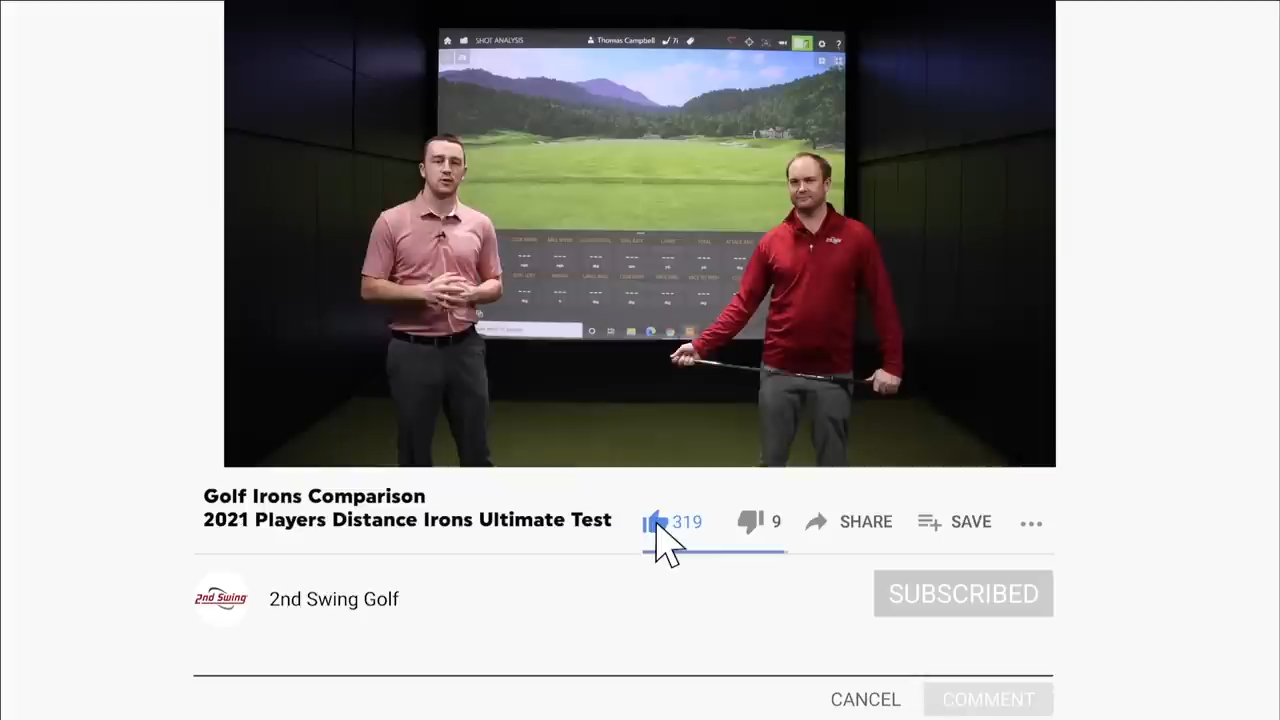 SHOT ANALYSIS
Thomas Campbell
7i
?
Golf Irons Comparison
2021 Players Distance Irons Ultimate Test
319
9
SHARE
SAVE
2nd Swing
2nd Swing Golf
SUBSCRIBED
CANCEL
COMMENT